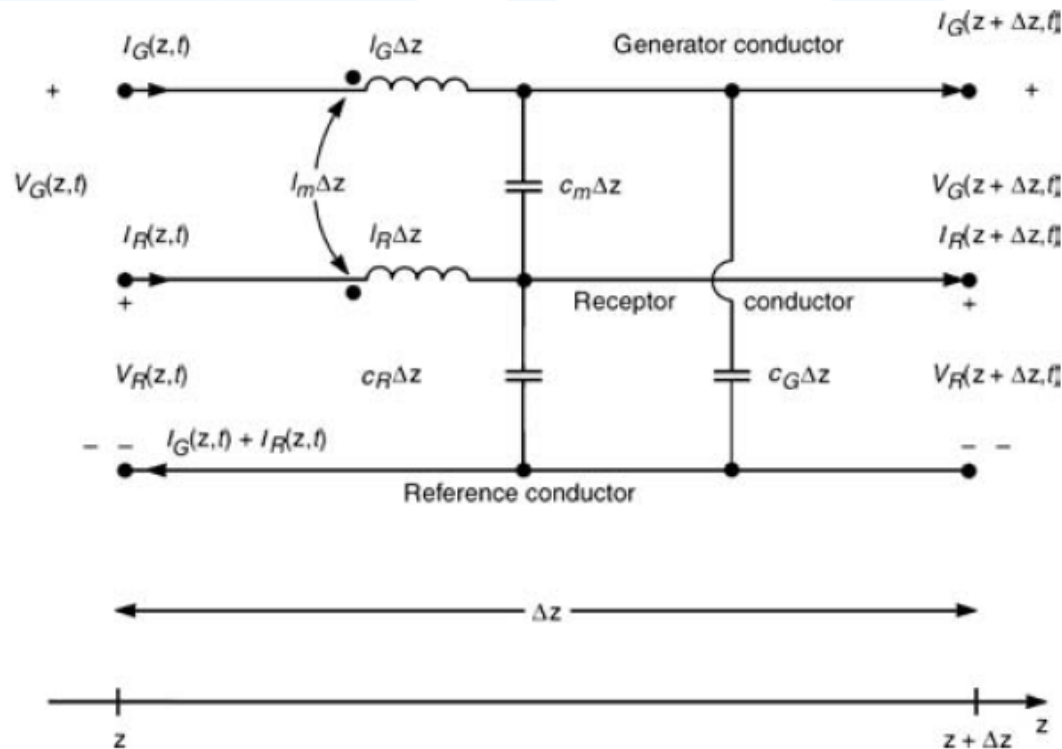 I_G(z,t)
l_GΔz
Generator conductor
I_G(z + Δz,t)
+
+
V_G(z,t)
l_mΔz
c_mΔz
V_G(z + Δz,t)
I_R(z,t)
l_RΔz
I_R(z + Δz,t)
+
Receptor conductor
+
V_R(z,t)
c_RΔz
c_GΔz
V_R(z + Δz,t)
– –
I_G(z,t) + I_R(z,t)
– –
Reference conductor
Δz
z
z + Δz
z